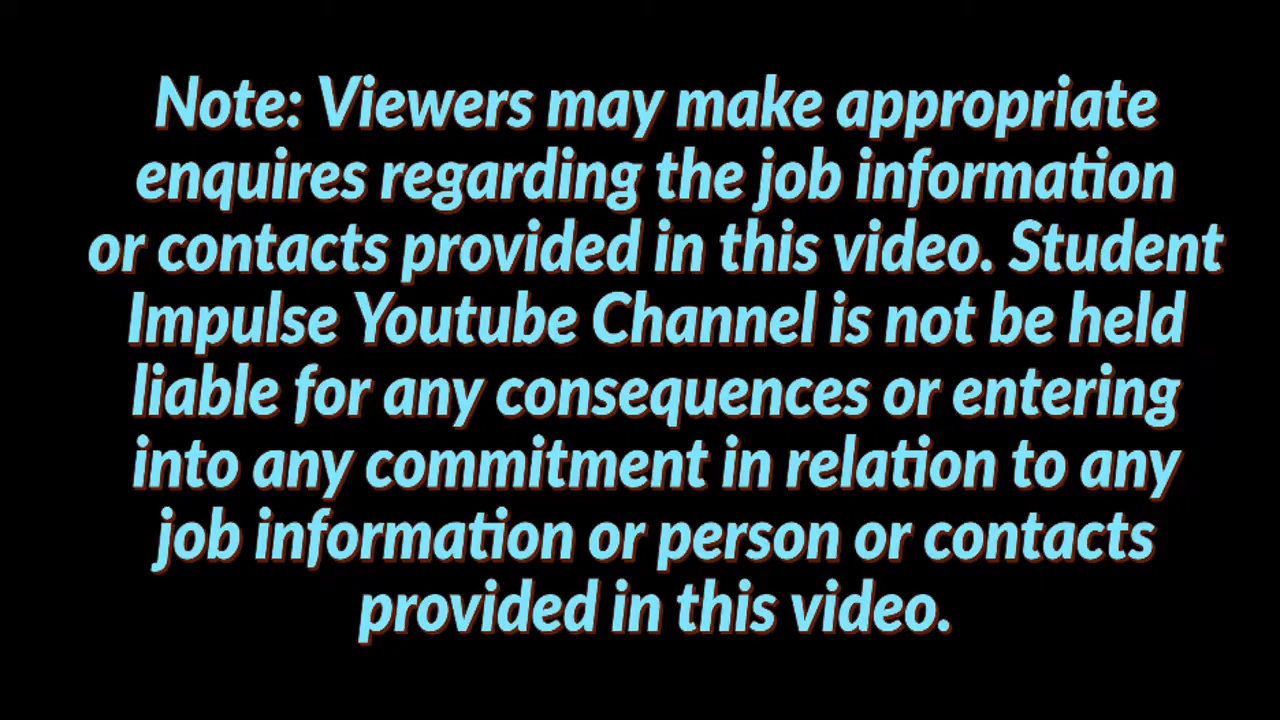 Note: Viewers may make appropriate
enquires regarding the job information
or contacts provided in this video. Student
Impulse Youtube Channel is not be held
liable for any consequences or entering
into any commitment in relation to any
job information or person or contacts
provided in this video.